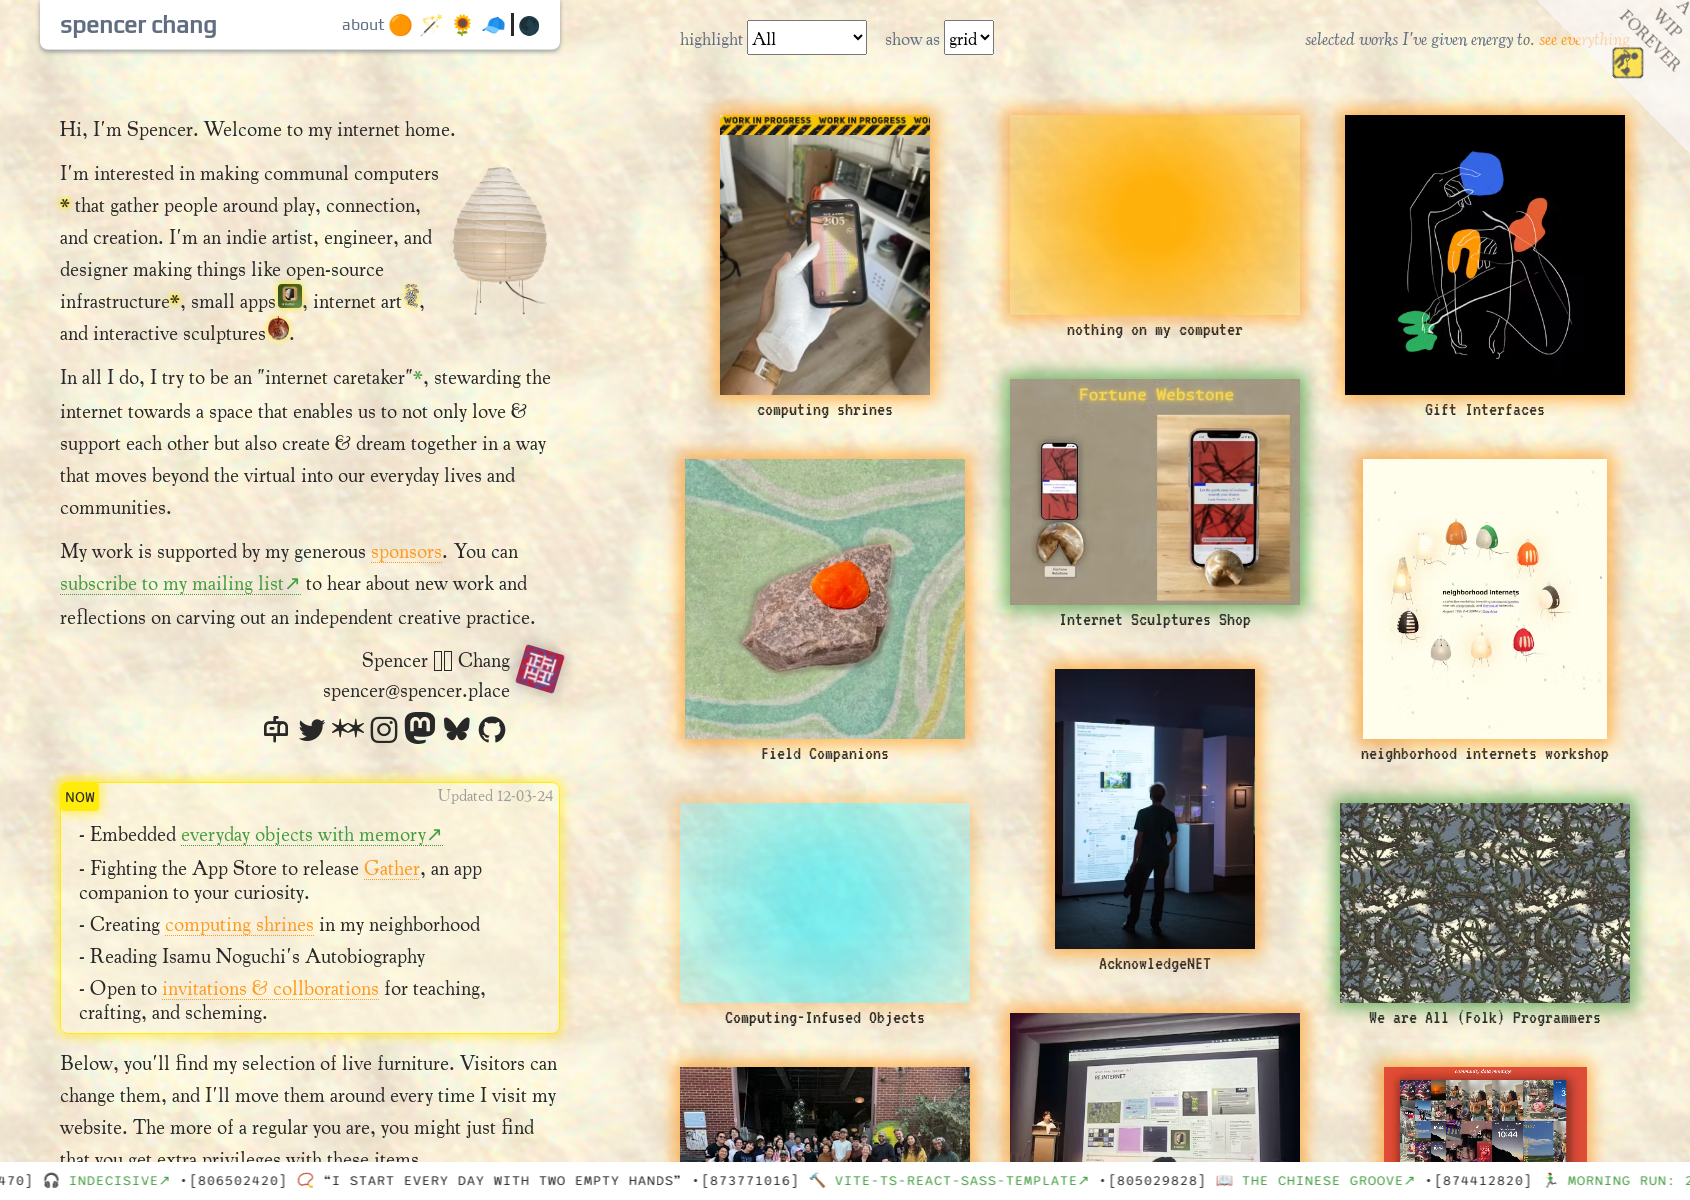 spencer chang
about
highlight All show as grid
selected works I've given energy to. see everything
A WIP FOREVER
Hi, I'm Spencer. Welcome to my internet home.
I'm interested in making communal computers
* that gather people around play, connection,
and creation. I'm an indie artist, engineer, and
designer making things like open-source
infrastructure*, small apps, internet art,
and interactive sculptures.
In all I do, I try to be an "internet caretaker"*, stewarding the
internet towards a space that enables us to not only love &
support each other but also create & dream together in a way
that moves beyond the virtual into our everyday lives and
communities.
My work is supported by my generous sponsors. You can
subscribe to my mailing list↗ to hear about new work and
reflections on carving out an independent creative practice.
Spencer Chang
spencer@spencer.place
NOW
Updated 12-03-24
- Embedded everyday objects with memory↗
- Fighting the App Store to release Gather, an app
companion to your curiosity.
- Creating computing shrines in my neighborhood
- Reading Isamu Noguchi's Autobiography
- Open to invitations & collborations for teaching,
crafting, and scheming.
Below, you'll find my selection of live furniture. Visitors can
change them, and I'll move them around every time I visit my
website. The more of a regular you are, you might just find
that you get extra privileges with these items
WORK IN PROGRESS WORK IN PROGRESS WO
2:05
computing shrines
nothing on my computer
Gift Interfaces
Field Companions
Fortune Webstone
Internet Sculptures Shop
neighborhood internets
neighborhood internets workshop
Computing-Infused Objects
AcknowledgeNET
We are All (Folk) Programmers
RE:INTERNET
10:44
470] INDECISIVE↗ •[806502420] "I START EVERY DAY WITH TWO EMPTY HANDS" •[873771016] VITE-TS-REACT-SASS-TEMPLATE↗ •[805029828] THE CHINESE GROOVE↗ •[874412820] MORNING RUN: 2